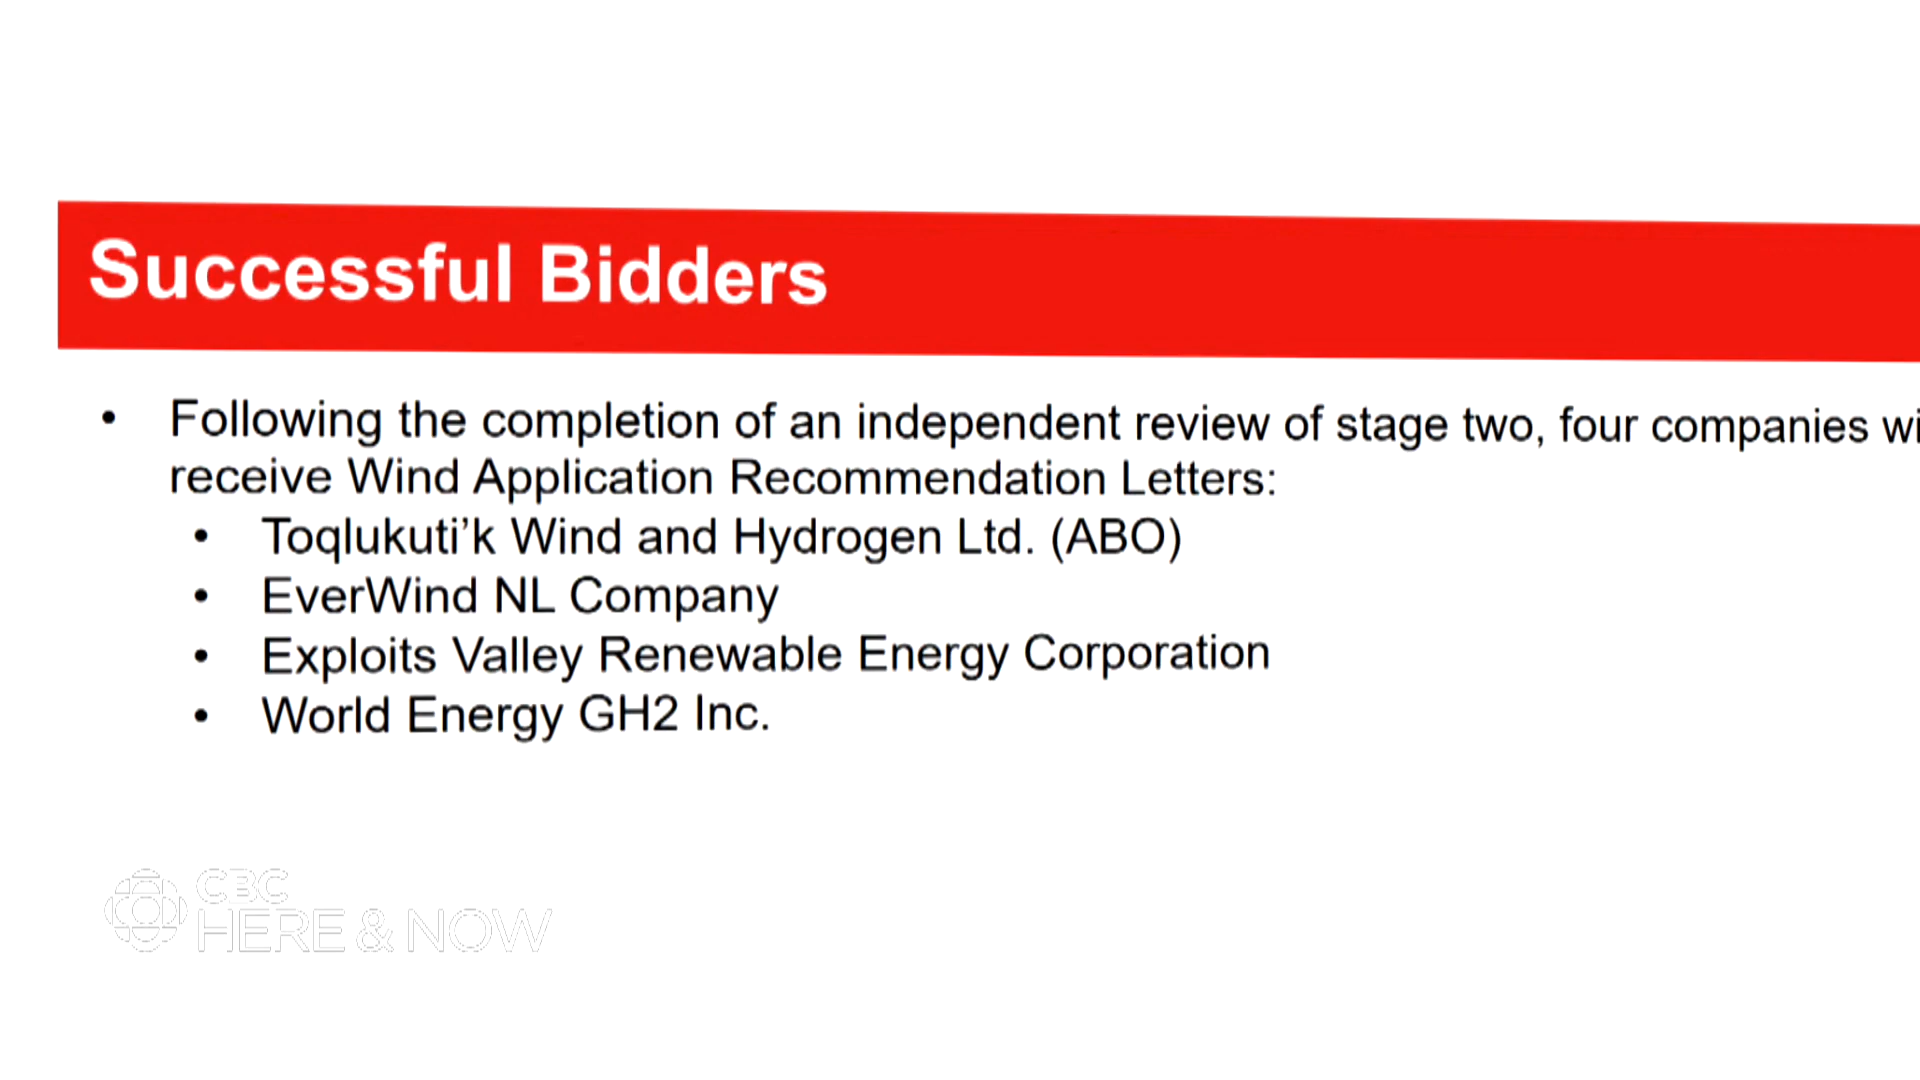 Successful Bidders
• Following the completion of an independent review of stage two, four companies wi
receive Wind Application Recommendation Letters:
• Toqlukuti’k Wind and Hydrogen Ltd. (ABO)
• EverWind NL Company
• Exploits Valley Renewable Energy Corporation
• World Energy GH2 Inc.
CBC
HERE & NOW